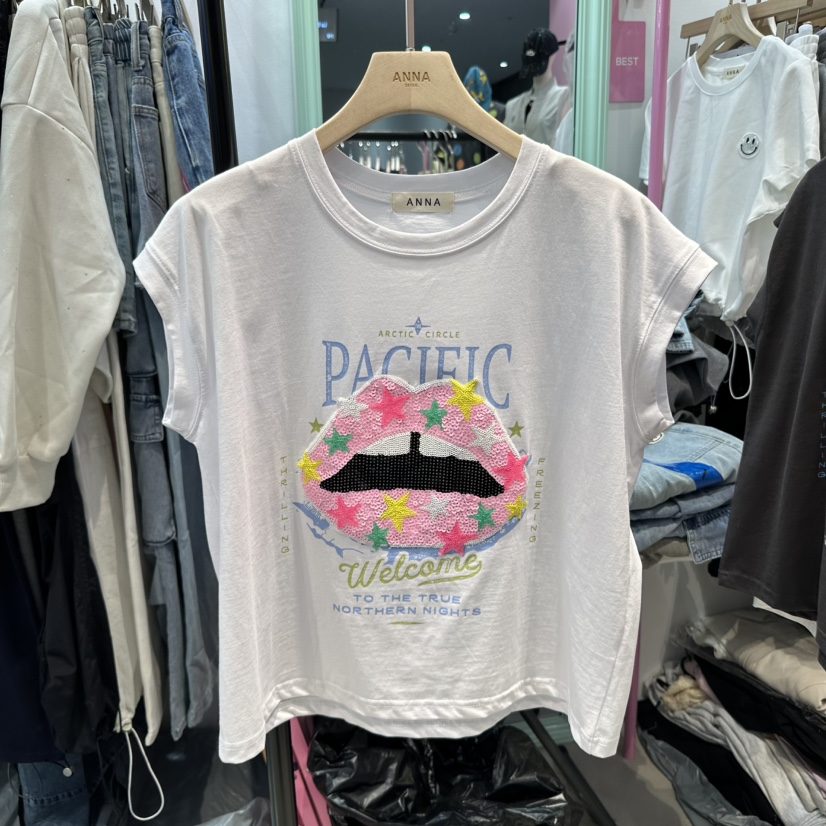 ANNA
BEST
ANNA
ARCTIC CIRCLE
PACIFIC
THRILLING
FREEZING
Welcome
TO THE TRUE
NORTHERN NIGHTS